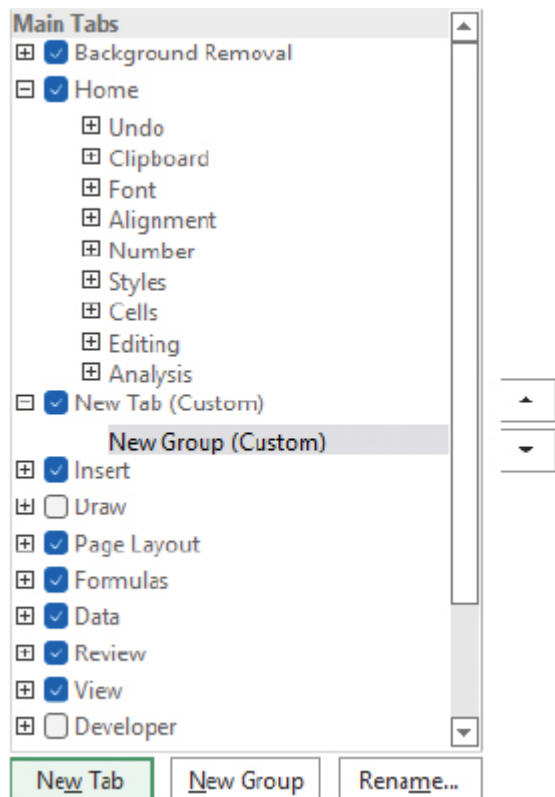 Main Tabs
Background Removal
Home
Undo
Clipboard
Font
Alignment
Number
Styles
Cells
Editing
Analysis
New Tab (Custom)
New Group (Custom)
Insert
Draw
Page Layout
Formulas
Data
Review
View
Developer
New Tab New Group Rename...